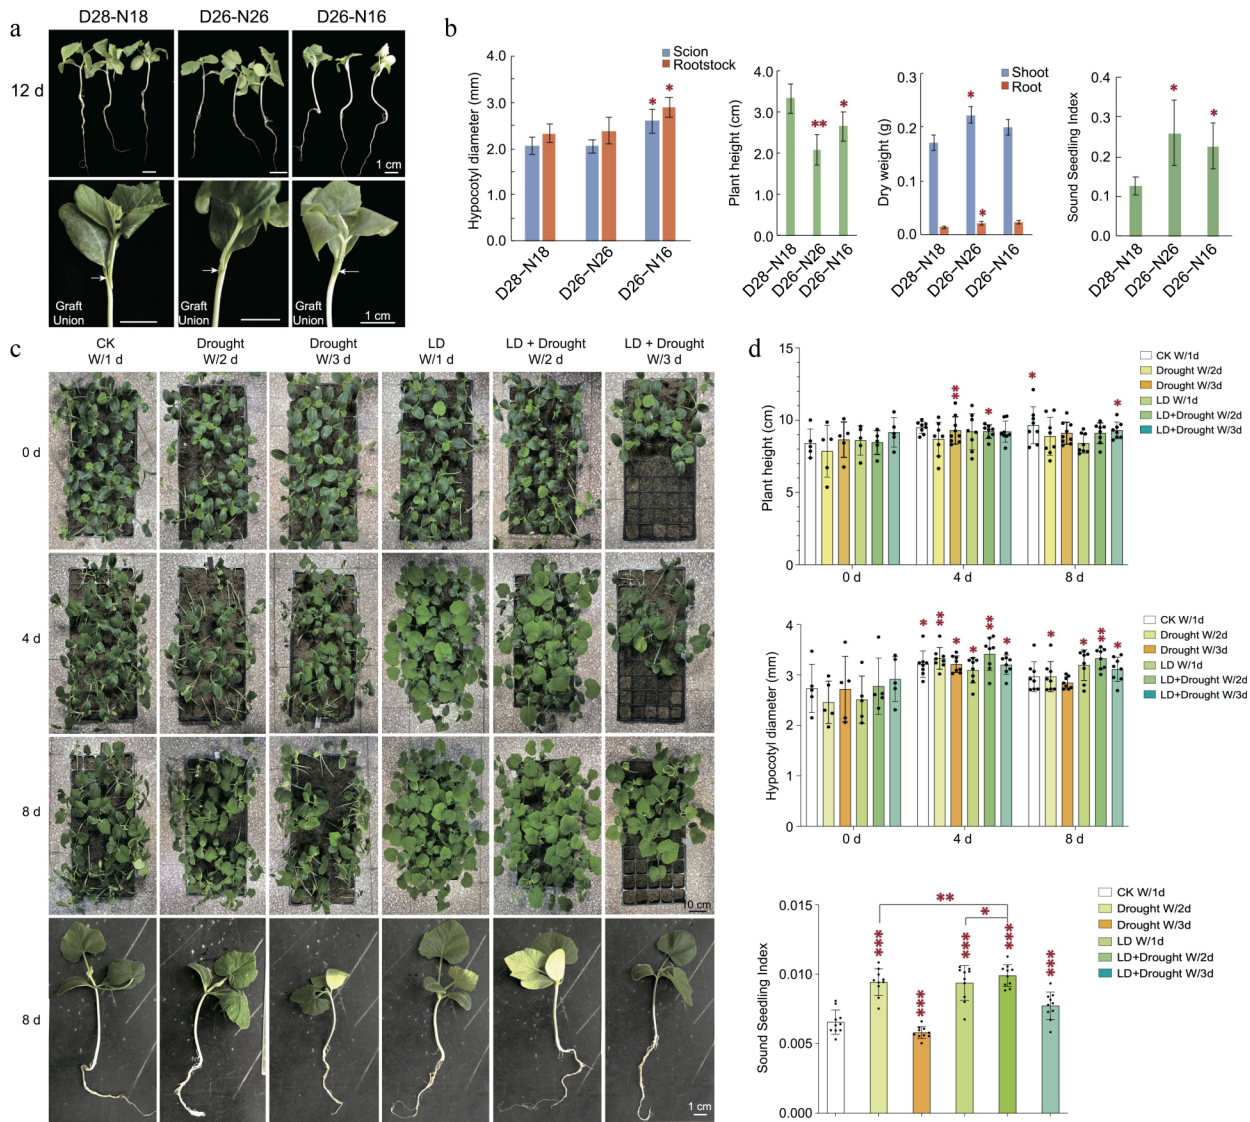 a
D28–N18
D26–N26
D26–N16
12 d
1 cm
Graft
Union
Graft
Union
Graft
Union
1 cm
b
Scion
Rootstock
Hypocotyl diameter (mm)
4.0
3.0
2.0
1.0
0.0
*
*
D28–N18
D26–N26
D26–N16
Plant height (cm)
4.0
3.0
2.0
1.0
0.0
**
*
D28–N18
D26–N26
D26–N16
Shoot
Root
Dry weight (g)
0.3
0.2
0.1
0.0
*
*
D28–N18
D26–N26
D26–N16
Sound Seedling Index
0.4
0.3
0.2
0.1
0.0
*
*
D28–N18
D26–N26
D26–N16
c
CK
W/1 d
Drought
W/2 d
Drought
W/3 d
LD
W/1 d
LD + Drought
W/2 d
LD + Drought
W/3 d
0 d
4 d
8 d
10 cm
8 d
1 cm
d
Plant height (cm)
15
10
5
0
**
*
*
*
0 d
4 d
8 d
CK W/1d
Drought W/2d
Drought W/3d
LD W/1d
LD+Drought W/2d
LD+Drought W/3d
Hypocotyl diameter (mm)
4
3
2
1
0
*
**
*
*
**
*
*
*
**
*
0 d
4 d
8 d
CK W/1d
Drought W/2d
Drought W/3d
LD W/1d
LD+Drought W/2d
LD+Drought W/3d
Sound Seedling Index
0.015
0.010
0.005
0.000
**
*
***
***
***
***
***
CK W/1d
Drought W/2d
Drought W/3d
LD W/1d
LD+Drought W/2d
LD+Drought W/3d